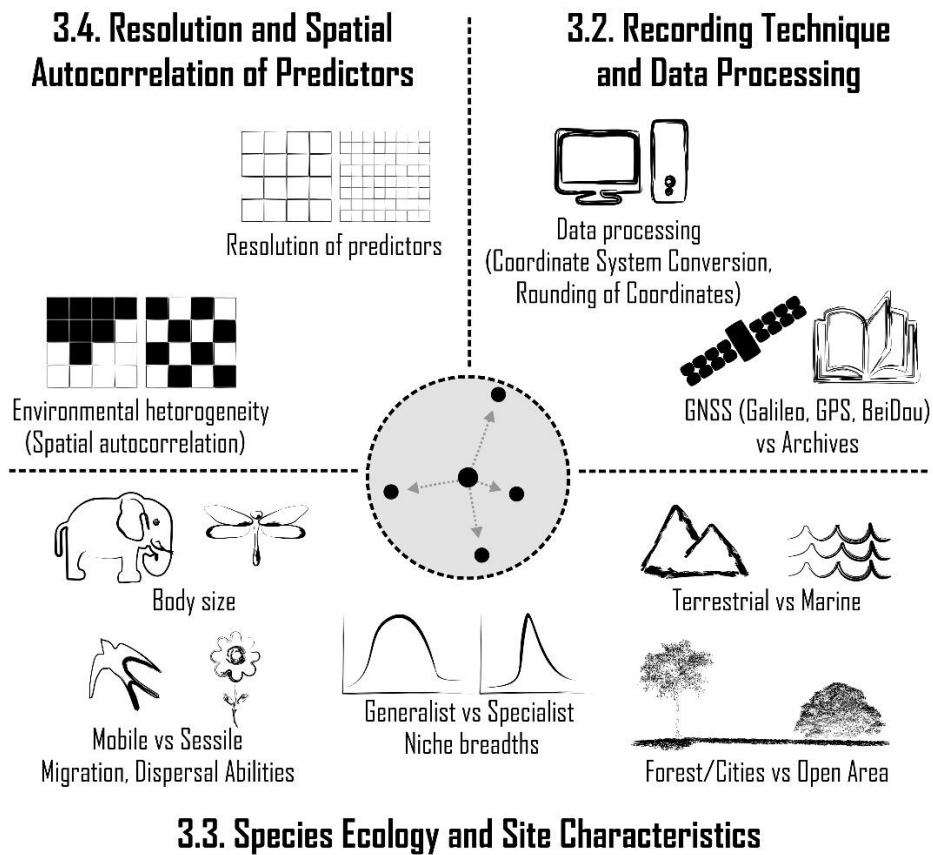 3.4. Resolution and Spatial
Autocorrelation of Predictors
Resolution of predictors
Environmental hetorogeneity
(Spatial autocorrelation)
3.2. Recording Technique
and Data Processing
Data processing
(Coordinate System Conversion,
Rounding of Coordinates)
GNSS (Galileo, GPS, BeiDou)
vs Archives
Body size
Mobile vs Sessile
Migration, Dispersal Abilities
Generalist vs Specialist
Niche breadths
Terrestrial vs Marine
Forest/Cities vs Open Area
3.3. Species Ecology and Site Characteristics